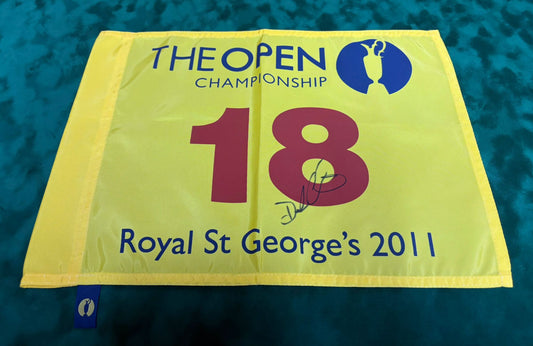 THE OPEN
CHAMPIONSHIP
18
Royal St George's 2011